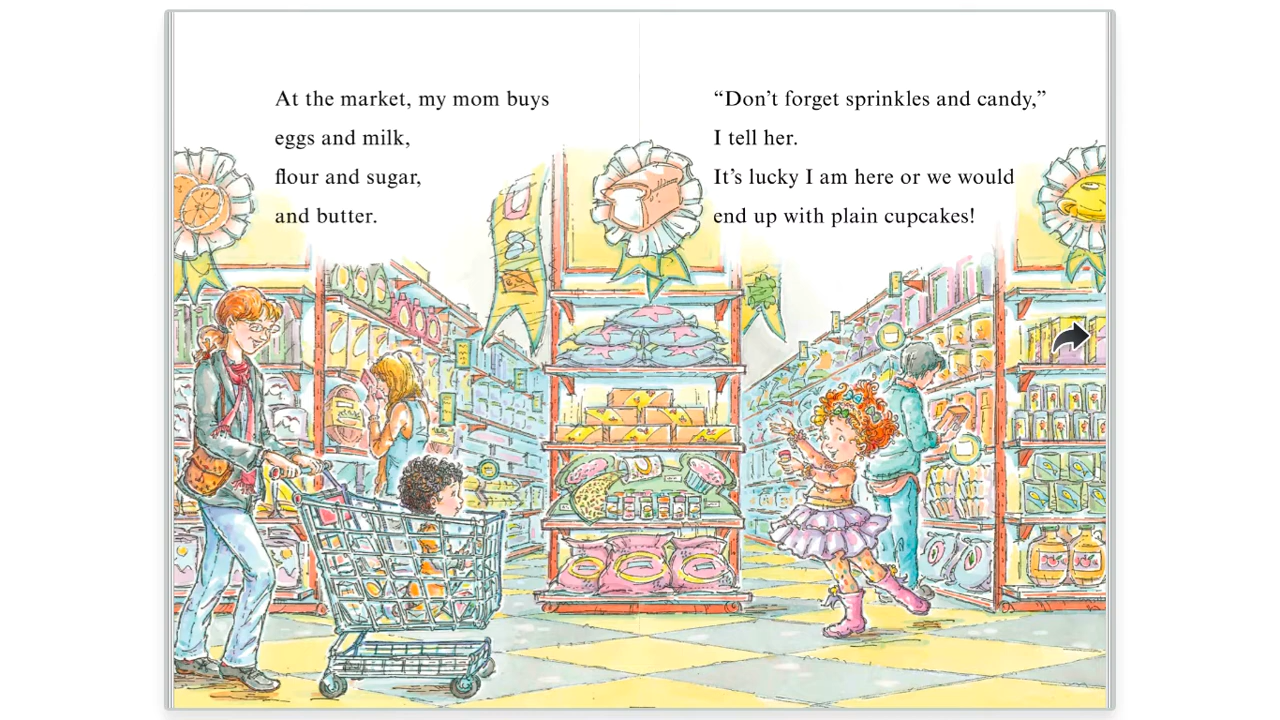 At the market, my mom buys
eggs and milk,
flour and sugar,
and butter.
“Don’t forget sprinkles and candy,”
I tell her.
It’s lucky I am here or we would
end up with plain cupcakes!